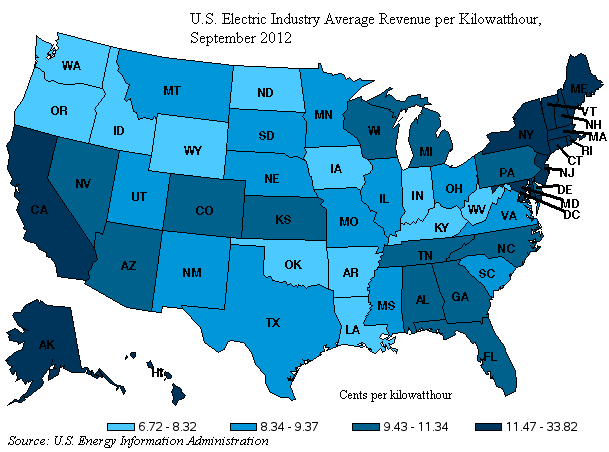 U.S. Electric Industry Average Revenue per Kilowatthour,
September 2012
WA
MT
ND
MN
ME
OR
ID
WY
SD
WI
MI
NY
VT
NH
MA
RI
CT
NJ
NV
UT
NE
IA
IL
IN
OH
PA
DE
MD
DC
CA
CO
KS
MO
KY
WV
VA
AZ
NM
OK
AR
TN
NC
SC
TX
LA
MS
AL
GA
FL
AK
HI
Cents per kilowatthour
6.72 - 8.32 8.34 - 9.37 9.43 - 11.34 11.47 - 33.82
Source: U.S. Energy Information Administration